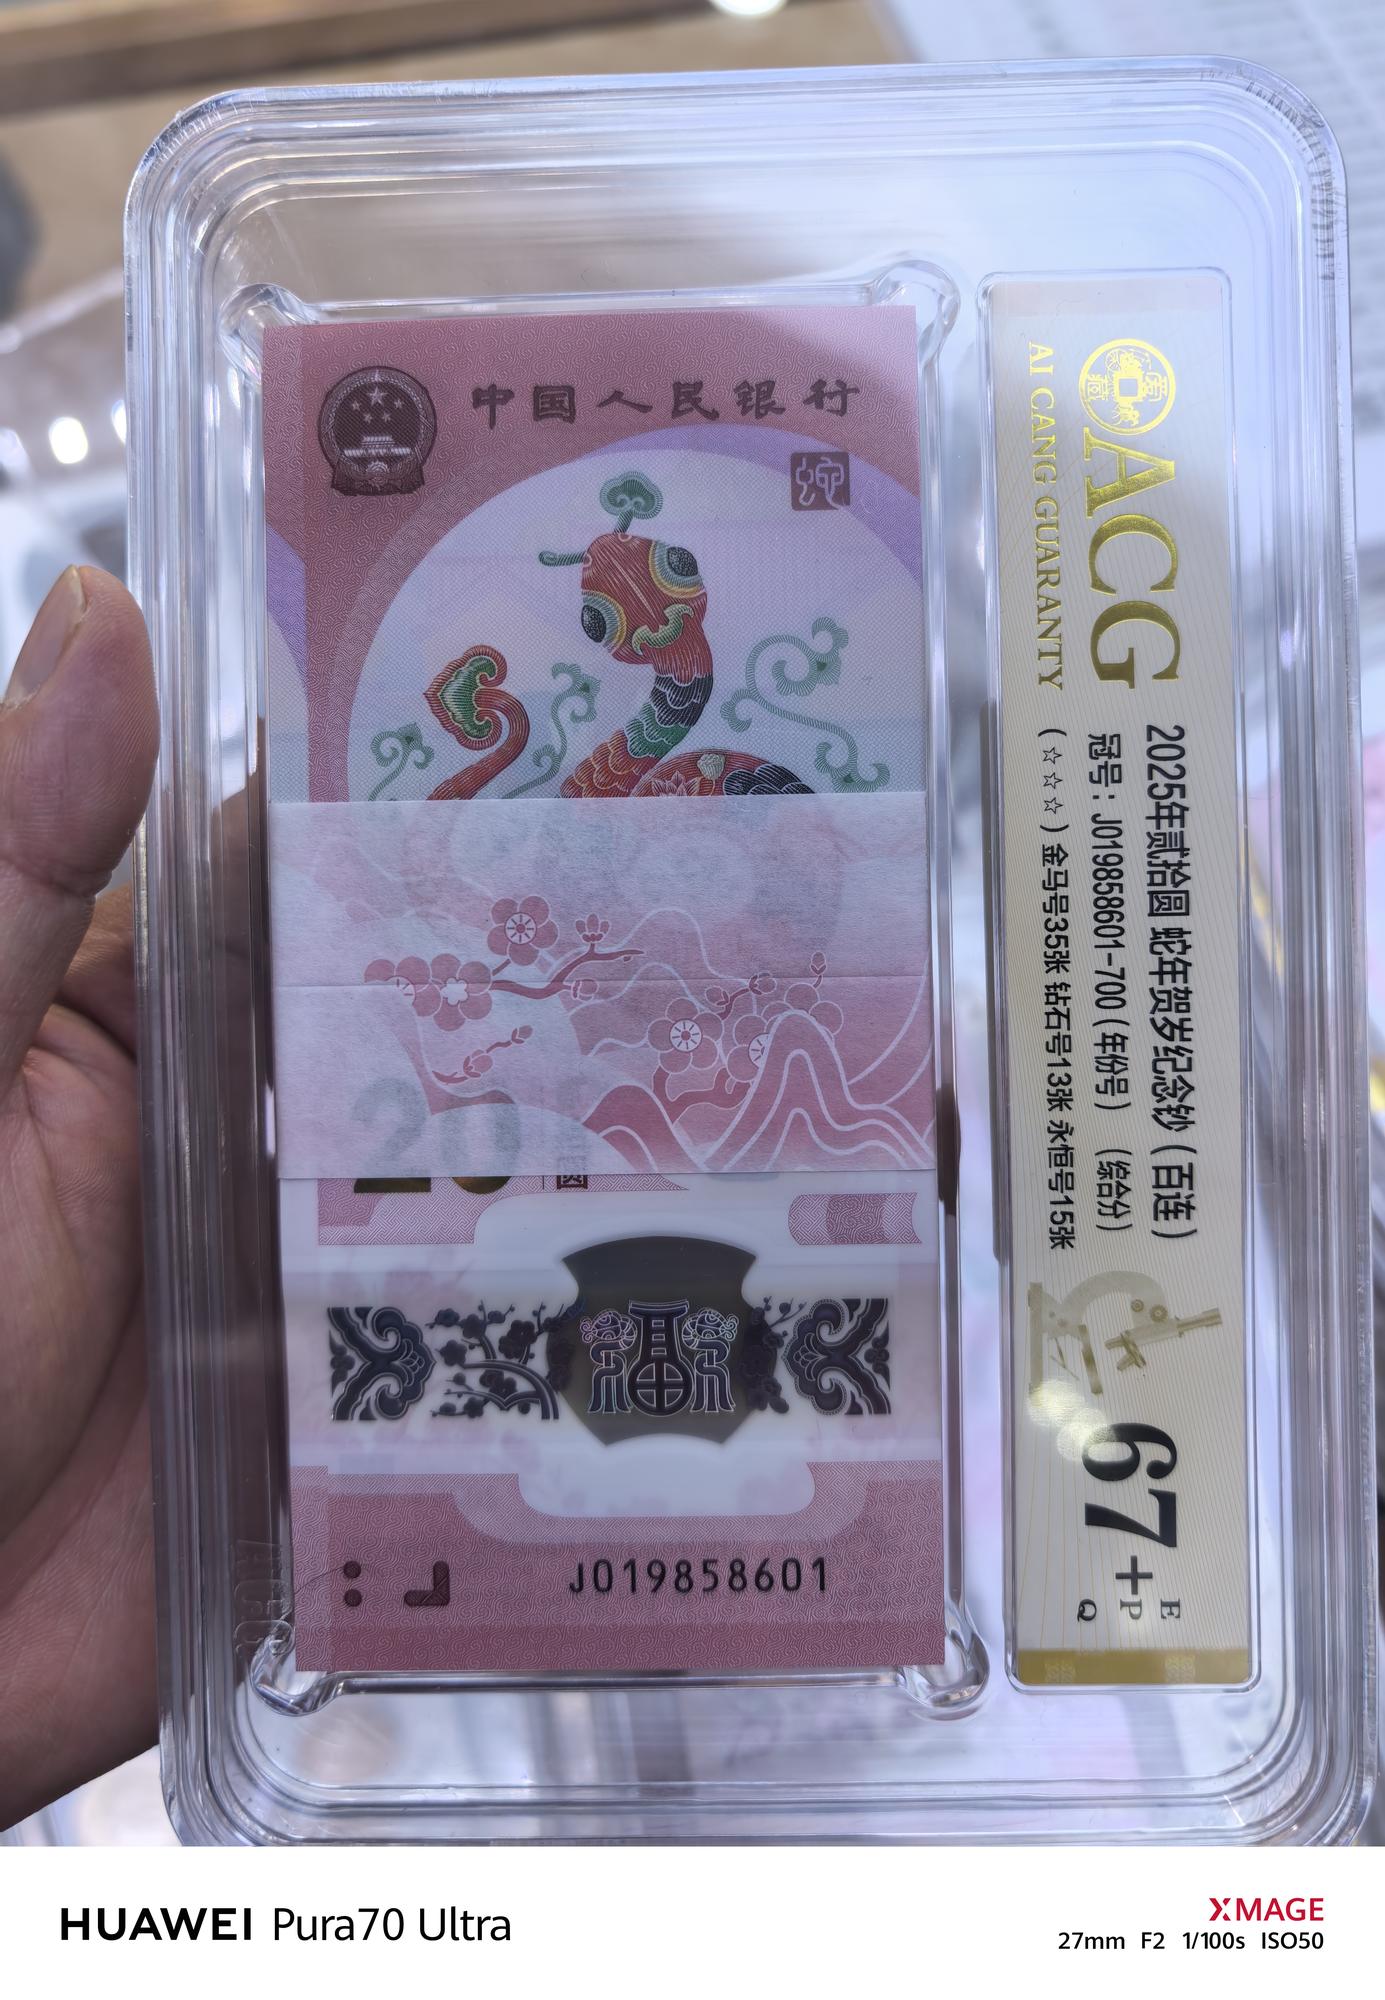 中国人民银行
蛇
20
圆
J019858601
ACG
AI CANG GUARANTY
2025年贰拾圆 蛇年贺岁纪念钞 (百连)
冠号: J019858601-700 (年份号) (综合分)
(☆☆☆) 金马号35张 钻石号13张 永恒号15张
67+
E
P
Q
HUAWEI Pura70 Ultra
XMAGE
27mm F2 1/100s ISO50